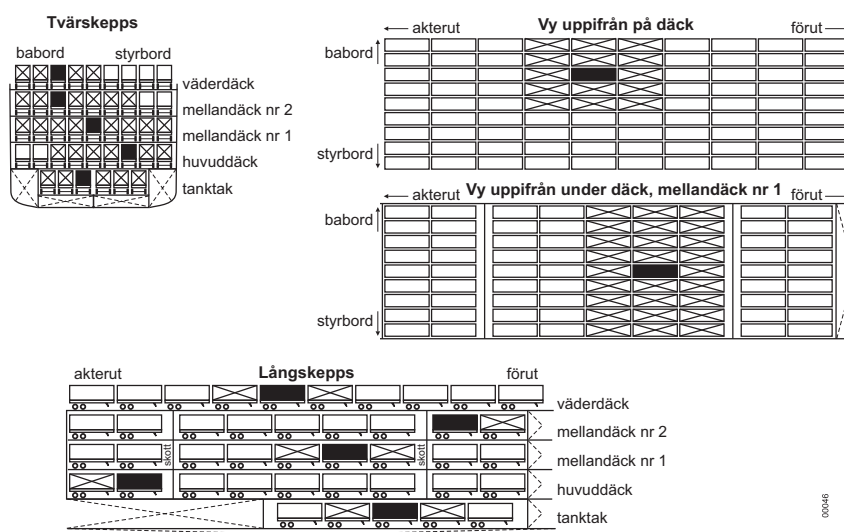 Tvärskepps
babord styrbord
väderdäck
mellandäck nr 2
mellandäck nr 1
huvuddäck
tanktak
akterut Vy uppifrån på däck förut
babord
styrbord
akterut Vy uppifrån under däck, mellandäck nr 1 förut
babord
styrbord
akterut Långskepps förut
väderdäck
mellandäck nr 2
skott skott mellandäck nr 1
huvuddäck
tanktak
00046